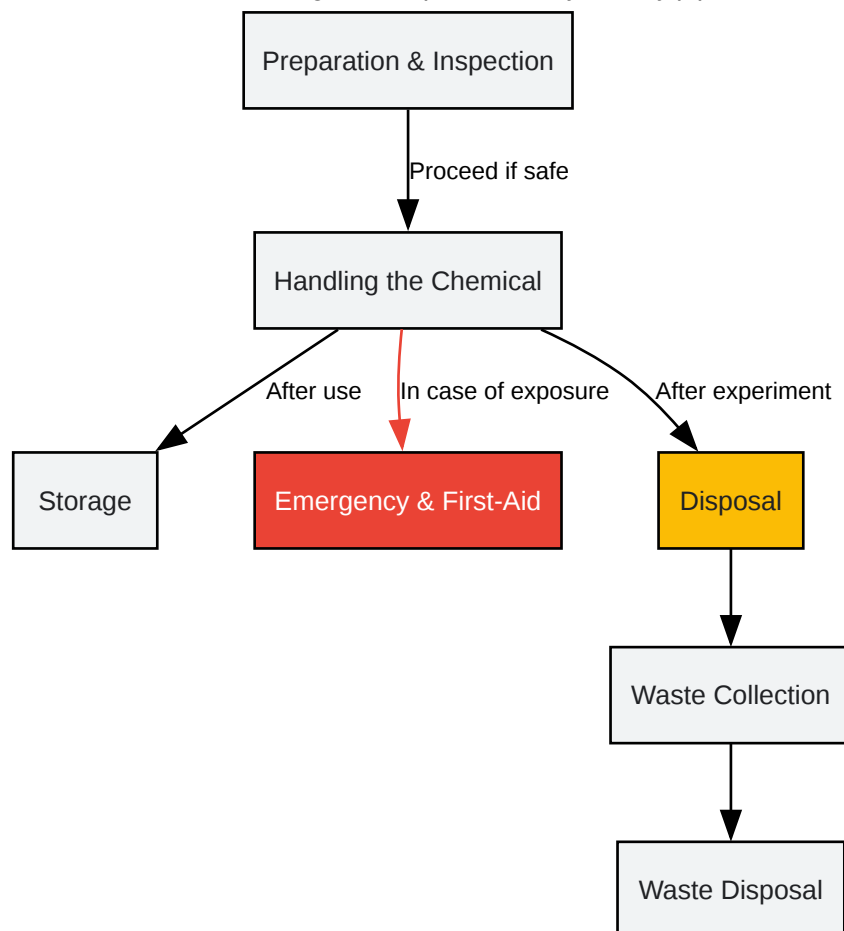 Preparation & Inspection
Proceed if safe
Handling the Chemical
After use
In case of exposure
After experiment
Storage
Emergency & First-Aid
Disposal
Waste Collection
Waste Disposal